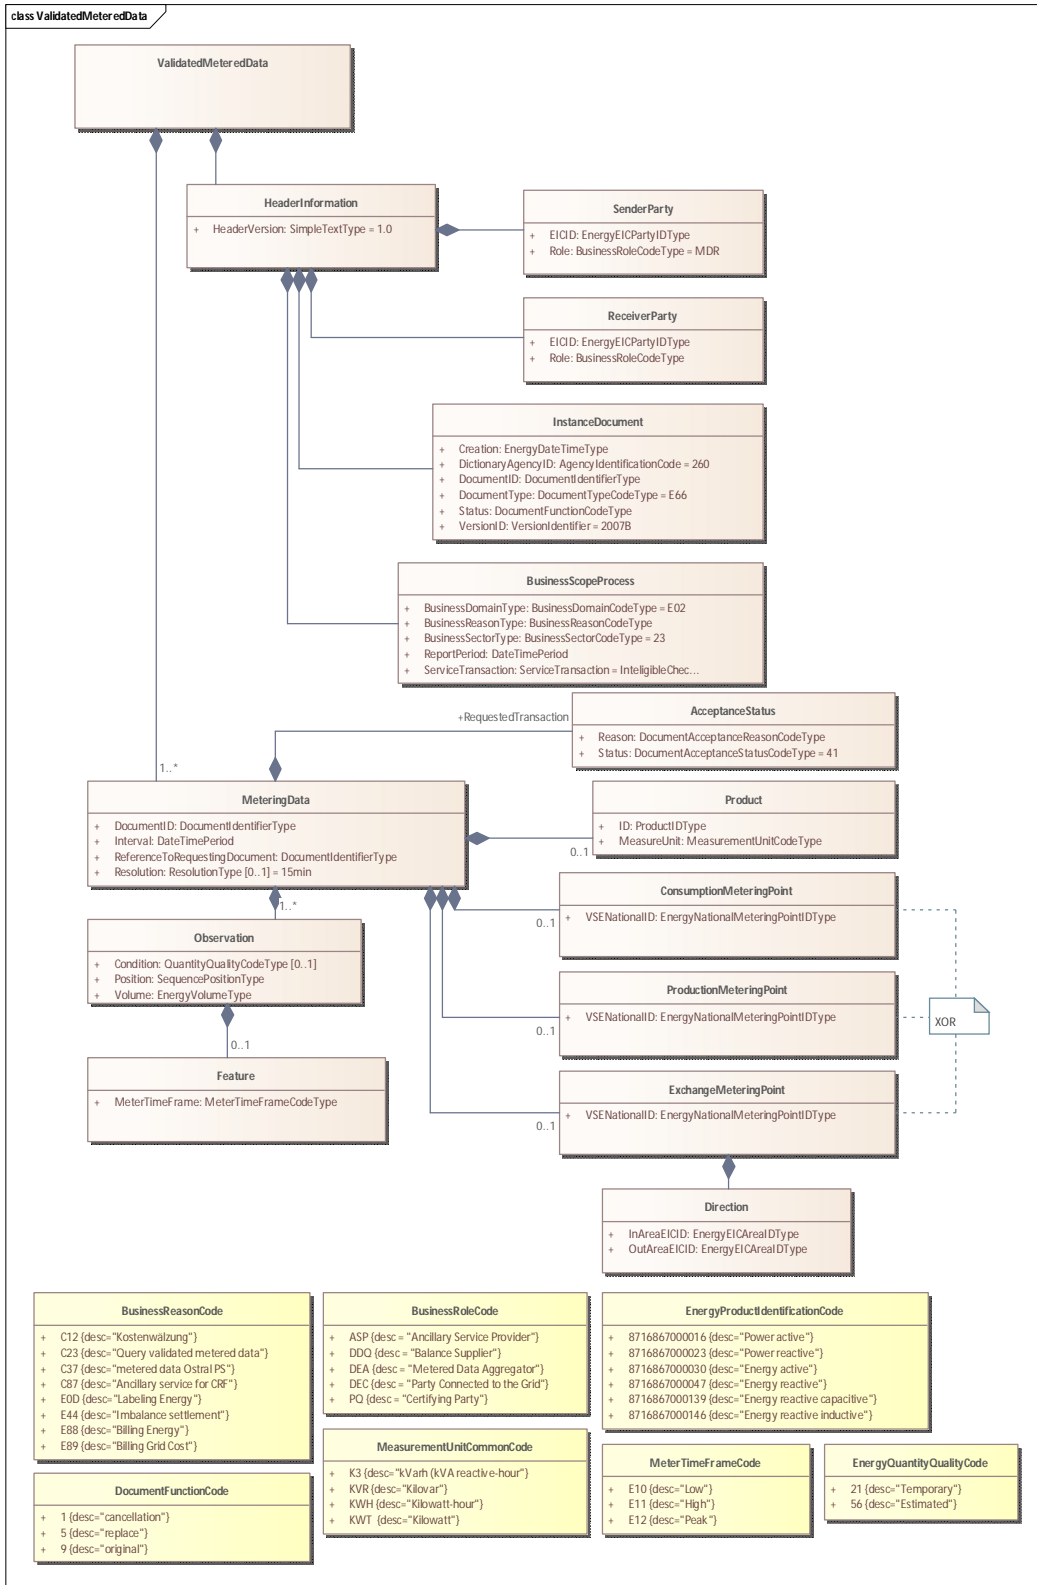 class ValidatedMeteredData
ValidatedMeteredData
HeaderInformation
+ HeaderVersion: SimpleTextType = 1.0
SenderParty
+ EICID: EnergyEICPartyIDType
+ Role: BusinessRoleCodeType = MDR
ReceiverParty
+ EICID: EnergyEICPartyIDType
+ Role: BusinessRoleCodeType
InstanceDocument
+ Creation: EnergyDateTimeType
+ DictionaryAgencyID: AgencyIdentificationCode = 260
+ DocumentID: DocumentIdentifierType
+ DocumentType: DocumentTypeCodeType = E66
+ Status: DocumentFunctionCodeType
+ VersionID: VersionIdentifier = 2007B
BusinessScopeProcess
+ BusinessDomainType: BusinessDomainCodeType = E02
+ BusinessReasonType: BusinessReasonCodeType
+ BusinessSectorType: BusinessSectorCodeType = 23
+ ReportPeriod: DateTimePeriod
+ ServiceTransaction: ServiceTransaction = InteligibleChec...
+RequestedTransaction
AcceptanceStatus
+ Reason: DocumentAcceptanceReasonCodeType
+ Status: DocumentAcceptanceStatusCodeType = 41
1..*
MeteringData
+ DocumentID: DocumentIdentifierType
+ Interval: DateTimePeriod
+ ReferenceToRequestingDocument: DocumentIdentifierType
+ Resolution: ResolutionType [0..1] = 15min
Product
+ ID: ProductIDType
+ MeasureUnit: MeasurementUnitCodeType
0..1
ConsumptionMeteringPoint
+ VSENationalID: EnergyNationalMeteringPointIDType
0..1
1..*
Observation
+ Condition: QuantityQualityCodeType [0..1]
+ Position: SequencePositionType
+ Volume: EnergyVolumeType
ProductionMeteringPoint
+ VSENationalID: EnergyNationalMeteringPointIDType
0..1
XOR
0..1
Feature
+ MeterTimeFrame: MeterTimeFrameCodeType
ExchangeMeteringPoint
+ VSENationalID: EnergyNationalMeteringPointIDType
0..1
Direction
+ InAreaEICID: EnergyEICAreaIDType
+ OutAreaEICID: EnergyEICAreaIDType
BusinessReasonCode
+ C12 {desc="Kostenwälzung"}
+ C23 {desc="Query validated metered data"}
+ C37 {desc="metered data Ostral PS"}
+ C87 {desc="Ancillary service for CRF"}
+ E0D {desc="Labeling Energy"}
+ E44 {desc="Imbalance settlement"}
+ E88 {desc="Billing Energy"}
+ E89 {desc="Billing Grid Cost"}
BusinessRoleCode
+ ASP {desc = "Ancillary Service Provider"}
+ DDQ {desc = "Balance Supplier"}
+ DEA {desc = "Metered Data Aggregator"}
+ DEC {desc = "Party Connected to the Grid"}
+ PQ {desc = "Certifying Party"}
EnergyProductIdentificationCode
+ 8716867000016 {desc="Power active"}
+ 8716867000023 {desc="Power reactive"}
+ 8716867000030 {desc="Energy active"}
+ 8716867000047 {desc="Energy reactive"}
+ 8716867000139 {desc="Energy reactive capacitive"}
+ 8716867000146 {desc="Energy reactive inductive"}
MeasurementUnitCommonCode
+ K3 {desc="kVarh (kVA reactive-hour"}
+ KVR {desc="Kilovar"}
+ KWH {desc="Kilowatt-hour"}
+ KWT {desc="Kilowatt"}
MeterTimeFrameCode
+ E10 {desc="Low"}
+ E11 {desc="High"}
+ E12 {desc="Peak"}
EnergyQuantityQualityCode
+ 21 {desc="Temporary"}
+ 56 {desc="Estimated"}
DocumentFunctionCode
+ 1 {desc="cancellation"}
+ 5 {desc="replace"}
+ 9 {desc="original"}